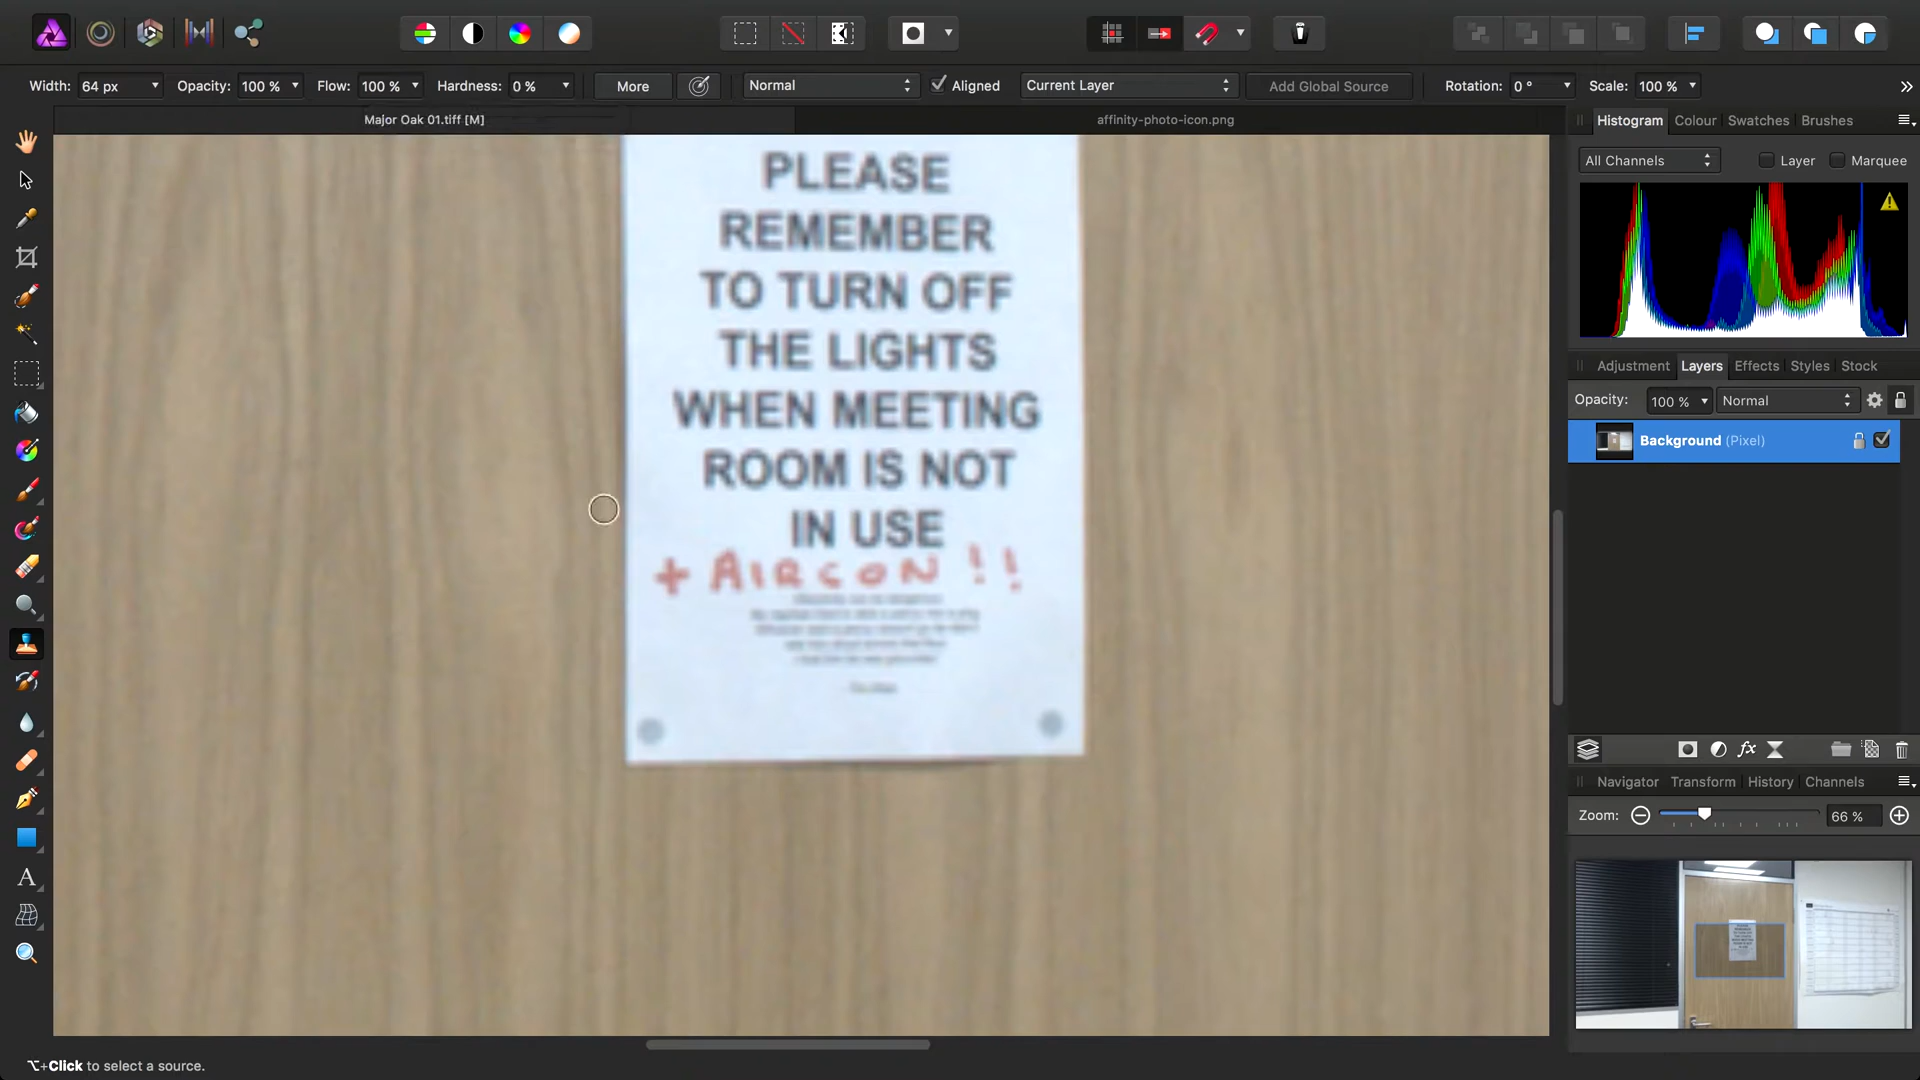 Width: 64 px Opacity: 100 % Flow: 100 % Hardness: 0 % More Normal Aligned Current Layer Add Global Source Rotation: 0 ° Scale: 100 %
Major Oak 01.tiff [M] affinity-photo-icon.png
Histogram Colour Swatches Brushes
All Channels Layer Marquee
PLEASE
REMEMBER
TO TURN OFF
THE LIGHTS
WHEN MEETING
ROOM IS NOT
IN USE
+ AIRCON !!
Adjustment Layers Effects Styles Stock
Opacity: 100 % Normal
Background (Pixel)
Navigator Transform History Channels
Zoom: 66 %
⌥+Click to select a source.